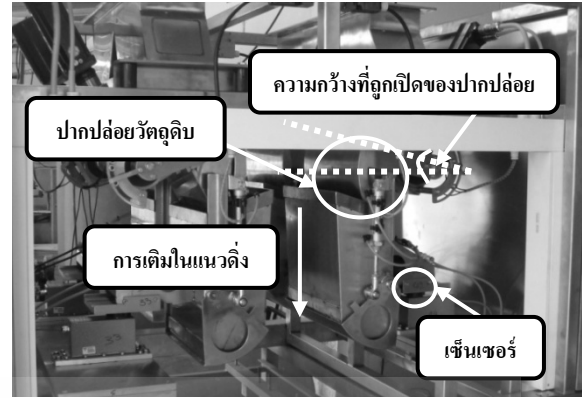 ความกว้างที่ถูกเปิดของปากปล่อย
ปากปล่อยวัตถุดิบ
การเติมในแนวดิ่ง
เซ็นเซอร์